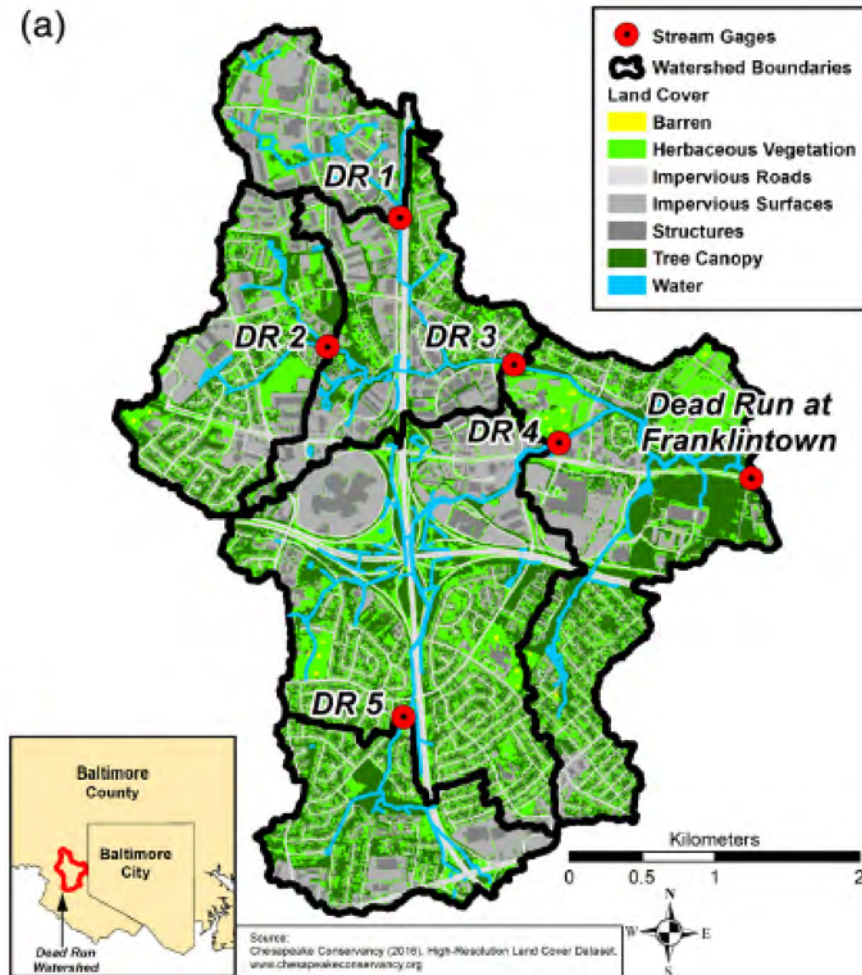 (a)
Stream Gages
Watershed Boundaries
Land Cover
Barren
Herbaceous Vegetation
Impervious Roads
Impervious Surfaces
Structures
Tree Canopy
Water
DR 1
DR 2
DR 3
DR 4
Dead Run at
Franklintown
DR 5
Baltimore
County
Baltimore
City
Dead Run
Watershed
Kilometers
0 0.5 1 2
N
W E
S
Source:
Chesapeake Conservancy (2016). High-Resolution Land Cover Dataset.
www.chesapeakeconservancy.org